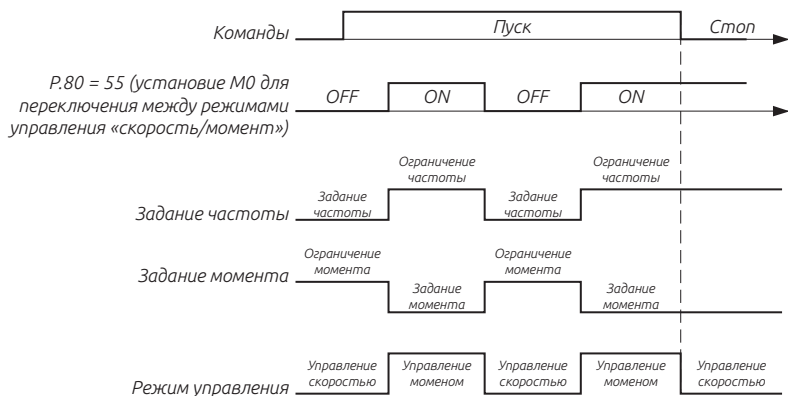 Команды
Пуск
Стоп
P.80 = 55 (установие M0 для
переключения между режимами
управления «скорость/момент»)
OFF
ON
OFF
ON
Задание частоты
Задание
частоты
Ограничение
частоты
Задание
частоты
Ограничение
частоты
Задание момента
Ограничение
момента
Задание
момента
Ограничение
момента
Задание
момента
Режим управления
Управление
скоростью
Управление
моменом
Управление
скоростью
Управление
моменом
Управление
скоростью